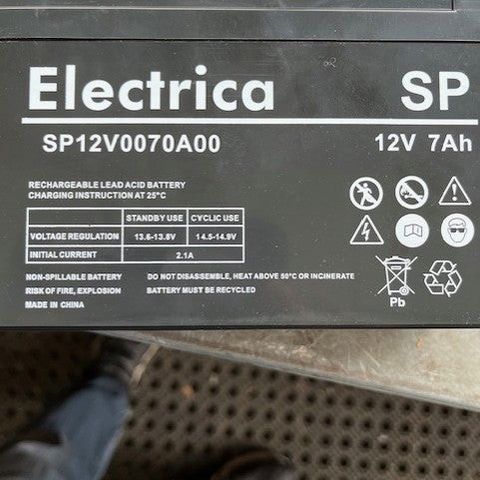 Electrica SP
SP12V0070A00 12V 7Ah
RECHARGEABLE LEAD ACID BATTERY
CHARGING INSTRUCTION AT 25°C
STANDBY USE CYCLIC USE
VOLTAGE REGULATION 13.6-13.8V 14.5-14.9V
INITIAL CURRENT 2.1A
NON-SPILLABLE BATTERY DO NOT DISASSEMBLE, HEAT ABOVE 50°C OR INCINERATE
RISK OF FIRE, EXPLOSION BATTERY MUST BE RECYCLED
MADE IN CHINA
Pb